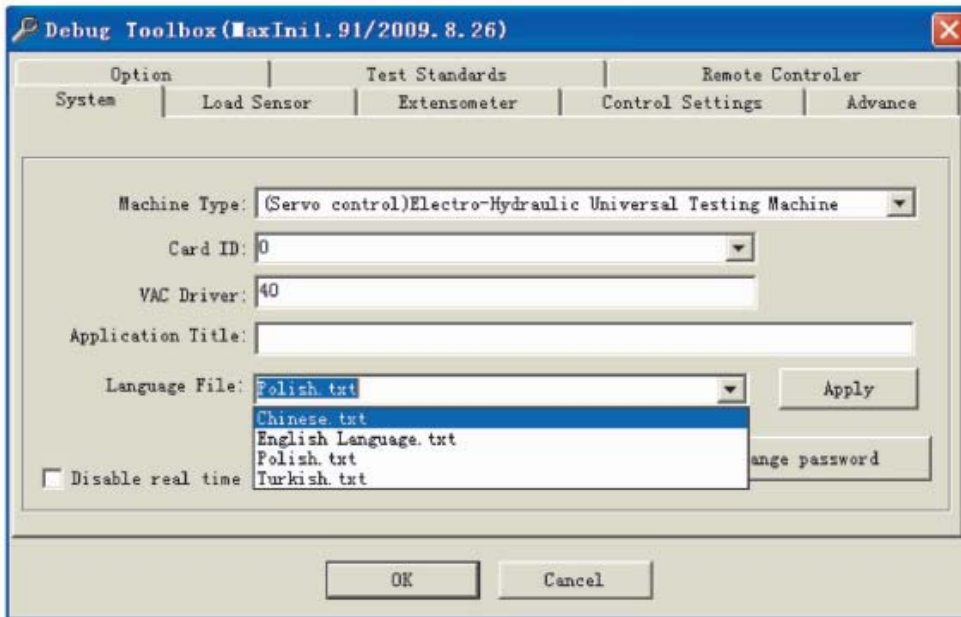 Debug Toolbox(MaxIni1.91/2009.8.26)
Option Test Standards Remote Controler
System Load Sensor Extensometer Control Settings Advance
Machine Type: (Servo control)Electro-Hydraulic Universal Testing Machine
Card ID: 0
VAC Driver: 40
Application Title:
Language File: Polish.txt Apply
Chinese.txt
English Language.txt
Polish.txt
Turkish.txt
Disable real time ange password
OK Cancel